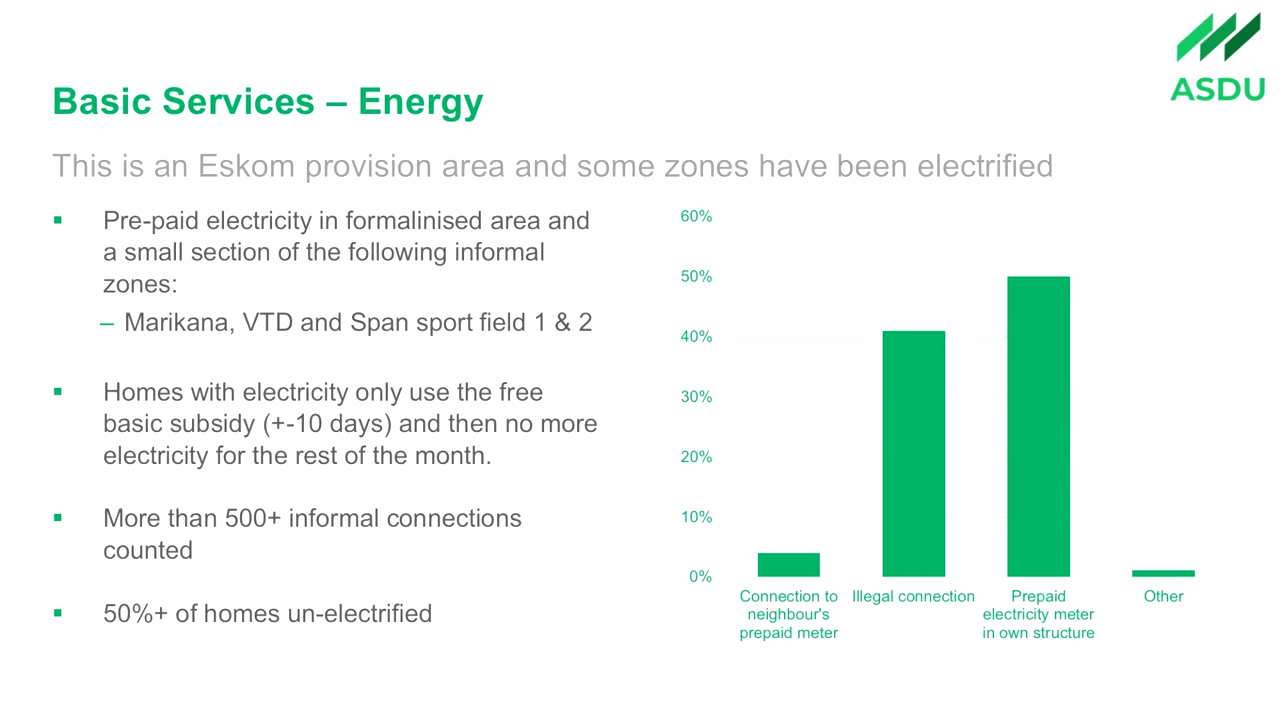 ASDU
Basic Services – Energy
This is an Eskom provision area and some zones have been electrified
▪ Pre-paid electricity in formalinised area and
a small section of the following informal
zones:
– Marikana, VTD and Span sport field 1 & 2
▪ Homes with electricity only use the free
basic subsidy (+-10 days) and then no more
electricity for the rest of the month.
▪ More than 500+ informal connections
counted
▪ 50%+ of homes un-electrified
60%
50%
40%
30%
20%
10%
0%
Connection to
neighbour's
prepaid meter
Illegal connection
Prepaid
electricity meter
in own structure
Other